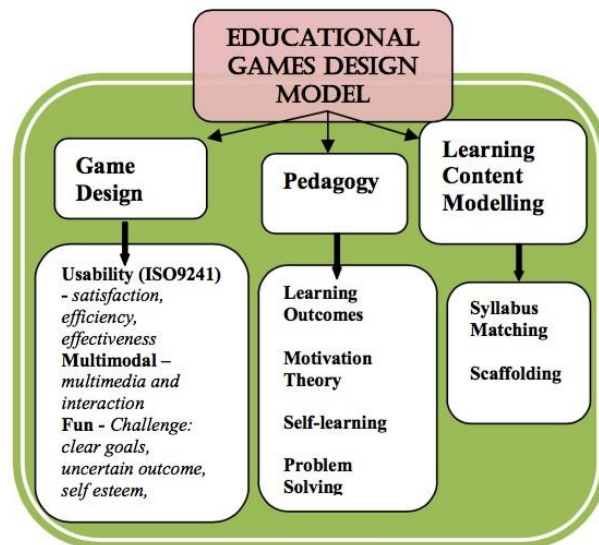 EDUCATIONAL
GAMES DESIGN
MODEL
Game
Design
Pedagogy
Learning
Content
Modelling
Usability (ISO9241)
- satisfaction,
efficiency,
effectiveness
Multimodal –
multimedia and
interaction
Fun - Challenge:
clear goals,
uncertain outcome,
self esteem,
Learning
Outcomes
Motivation
Theory
Self-learning
Problem
Solving
Syllabus
Matching
Scaffolding